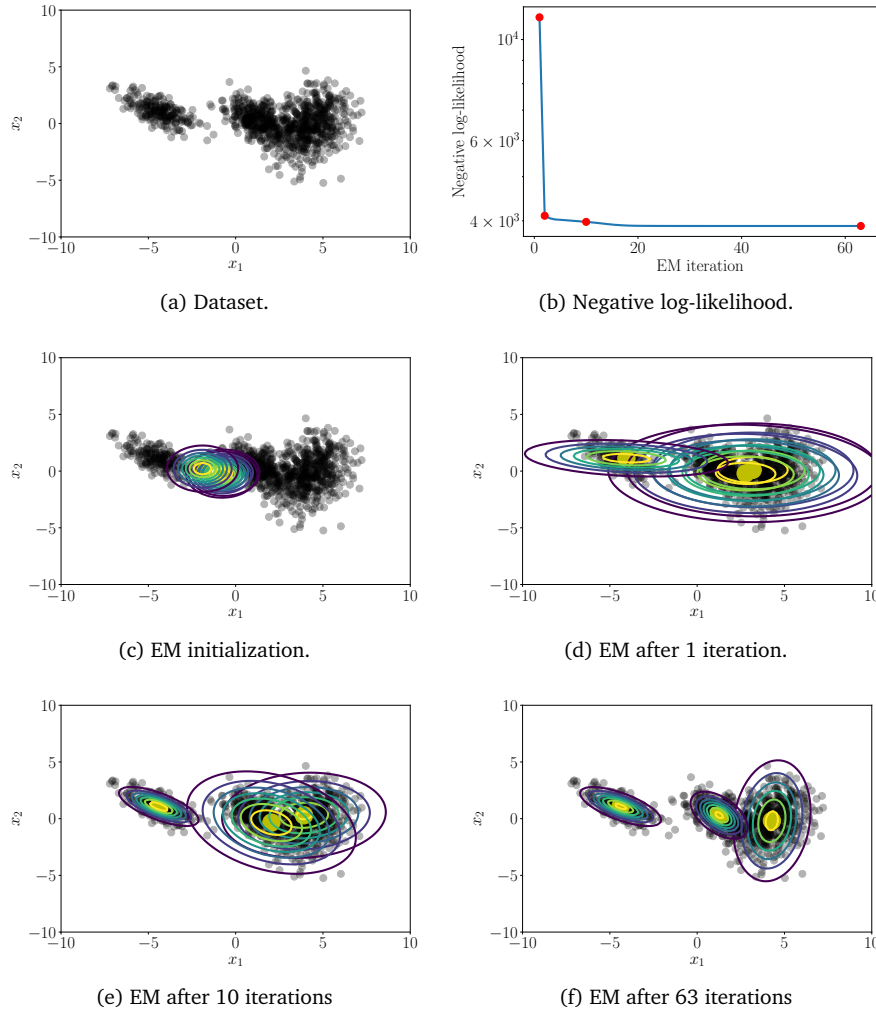 10
5
0
−5
−10
−10
−5
0
5
10
x2
x1
10⁴
6 × 10³
4 × 10³
0
20
40
60
Negative log-likelihood
EM iteration
(a) Dataset.
(b) Negative log-likelihood.
10
5
0
−5
−10
−10
−5
0
5
10
x2
x1
10
5
0
−5
−10
−10
−5
0
5
10
x2
x1
(c) EM initialization.
(d) EM after 1 iteration.
10
5
0
−5
−10
−10
−5
0
5
10
x2
x1
10
5
0
−5
−10
−10
−5
0
5
10
x2
x1
(e) EM after 10 iterations
(f) EM after 63 iterations